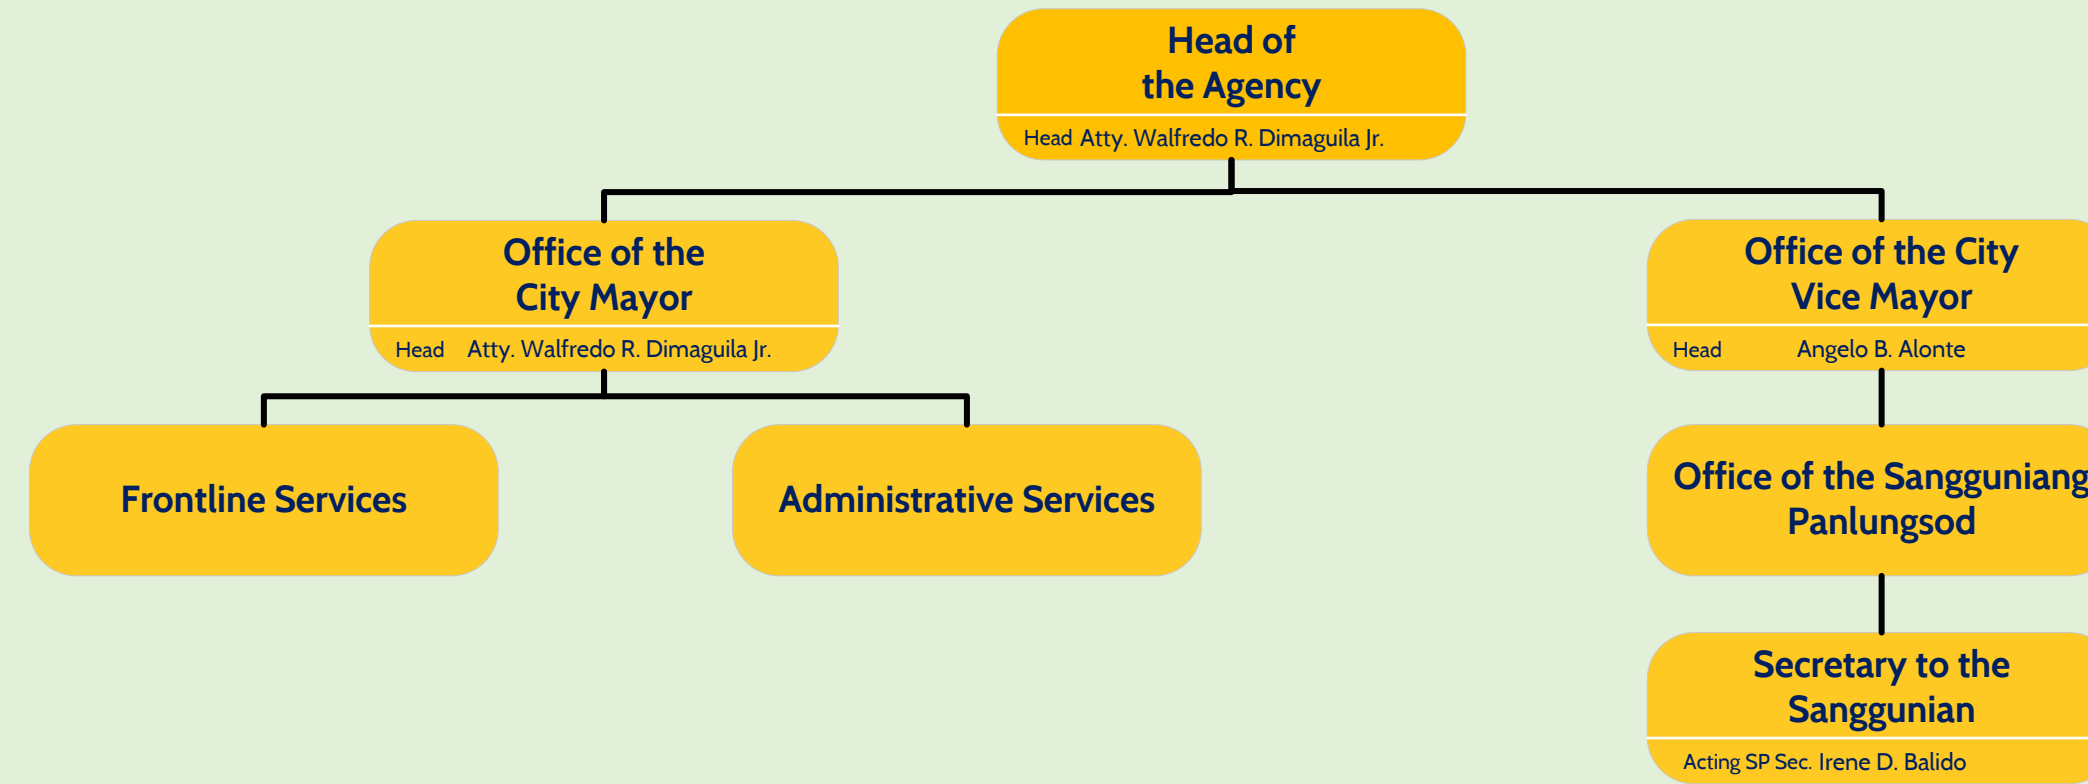 Head of
the Agency
Head Atty. Walfredo R. Dimaguila Jr.
Office of the
City Mayor
Head Atty. Walfredo R. Dimaguila Jr.
Office of the City
Vice Mayor
Head Angelo B. Alonte
Frontline Services
Administrative Services
Office of the Sangguniang
Panlungsod
Secretary to the
Sanggunian
Acting SP Sec. Irene D. Balido